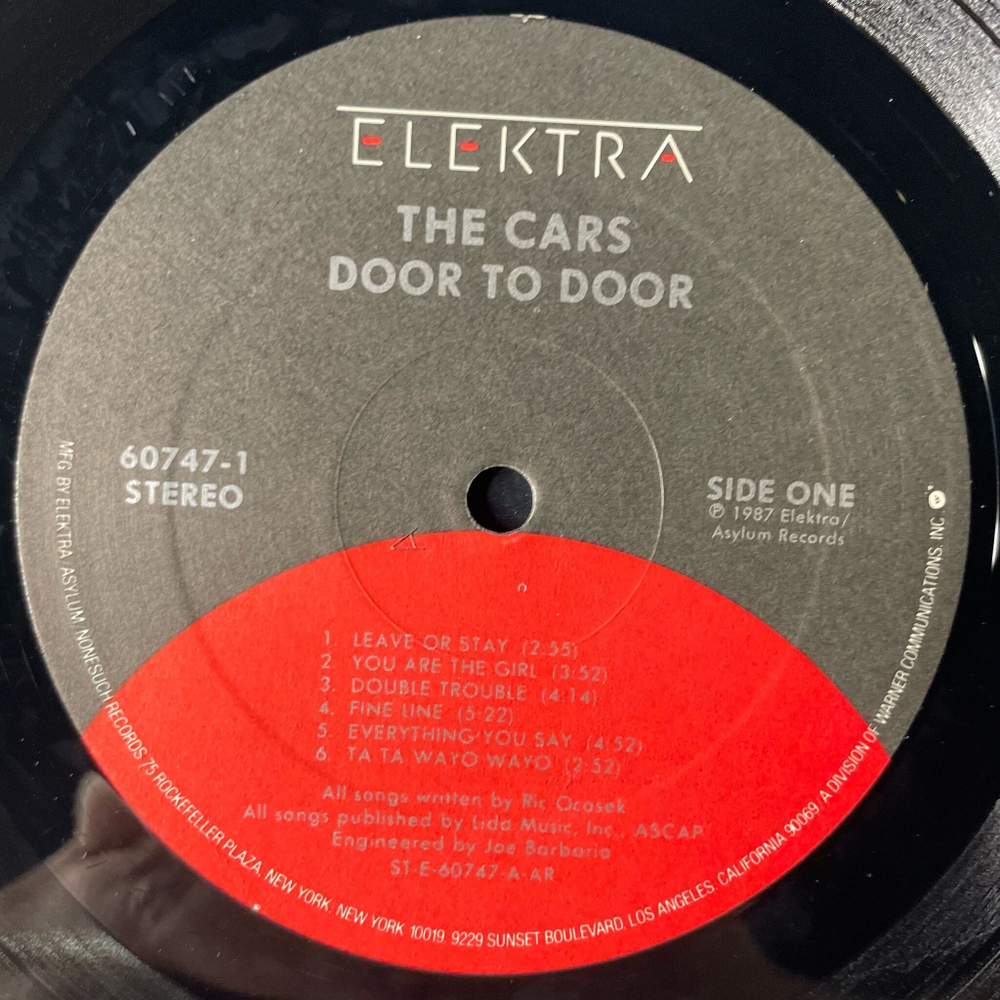 ELEKTRA
THE CARS
DOOR TO DOOR
60747-1
STEREO
SIDE ONE
℗ 1987 Elektra/
Asylum Records
1. LEAVE OR STAY (2:55)
2. YOU ARE THE GIRL (3:52)
3. DOUBLE TROUBLE (4:14)
4. FINE LINE (5:22)
5. EVERYTHING YOU SAY (4:52)
6. TA TA WAYO WAYO (2:52)
All songs written by Ric Ocasek
All songs published by Lido Music, Inc., ASCAP
Engineered by Joe Barbaria
ST-E-60747-A-AR
MFG BY ELEKTRA, ASYLUM, NONESUCH RECORDS, 75 ROCKEFELLER PLAZA, NEW YORK, NEW YORK 10019. 9229 SUNSET BOULEVARD, LOS ANGELES, CALIFORNIA 90069. A DIVISION OF WARNER COMMUNICATIONS, INC.